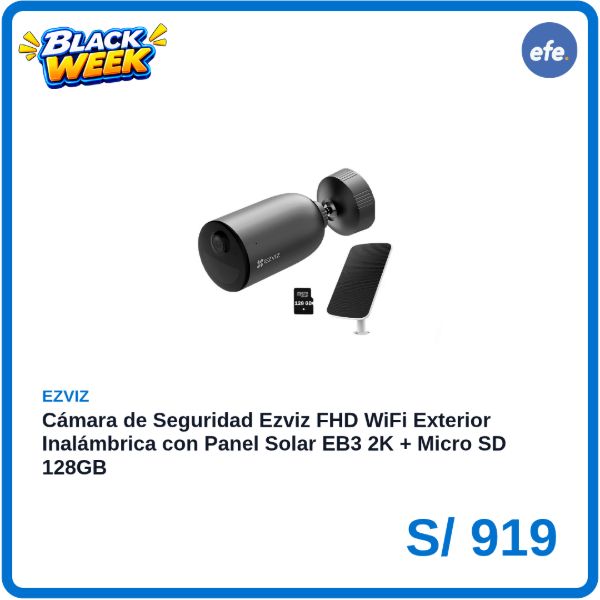 BLACK
WEEK
efe.
EZVIZ
128 GB
EZVIZ
Cámara de Seguridad Ezviz FHD WiFi Exterior
Inalámbrica con Panel Solar EB3 2K + Micro SD
128GB
S/ 919